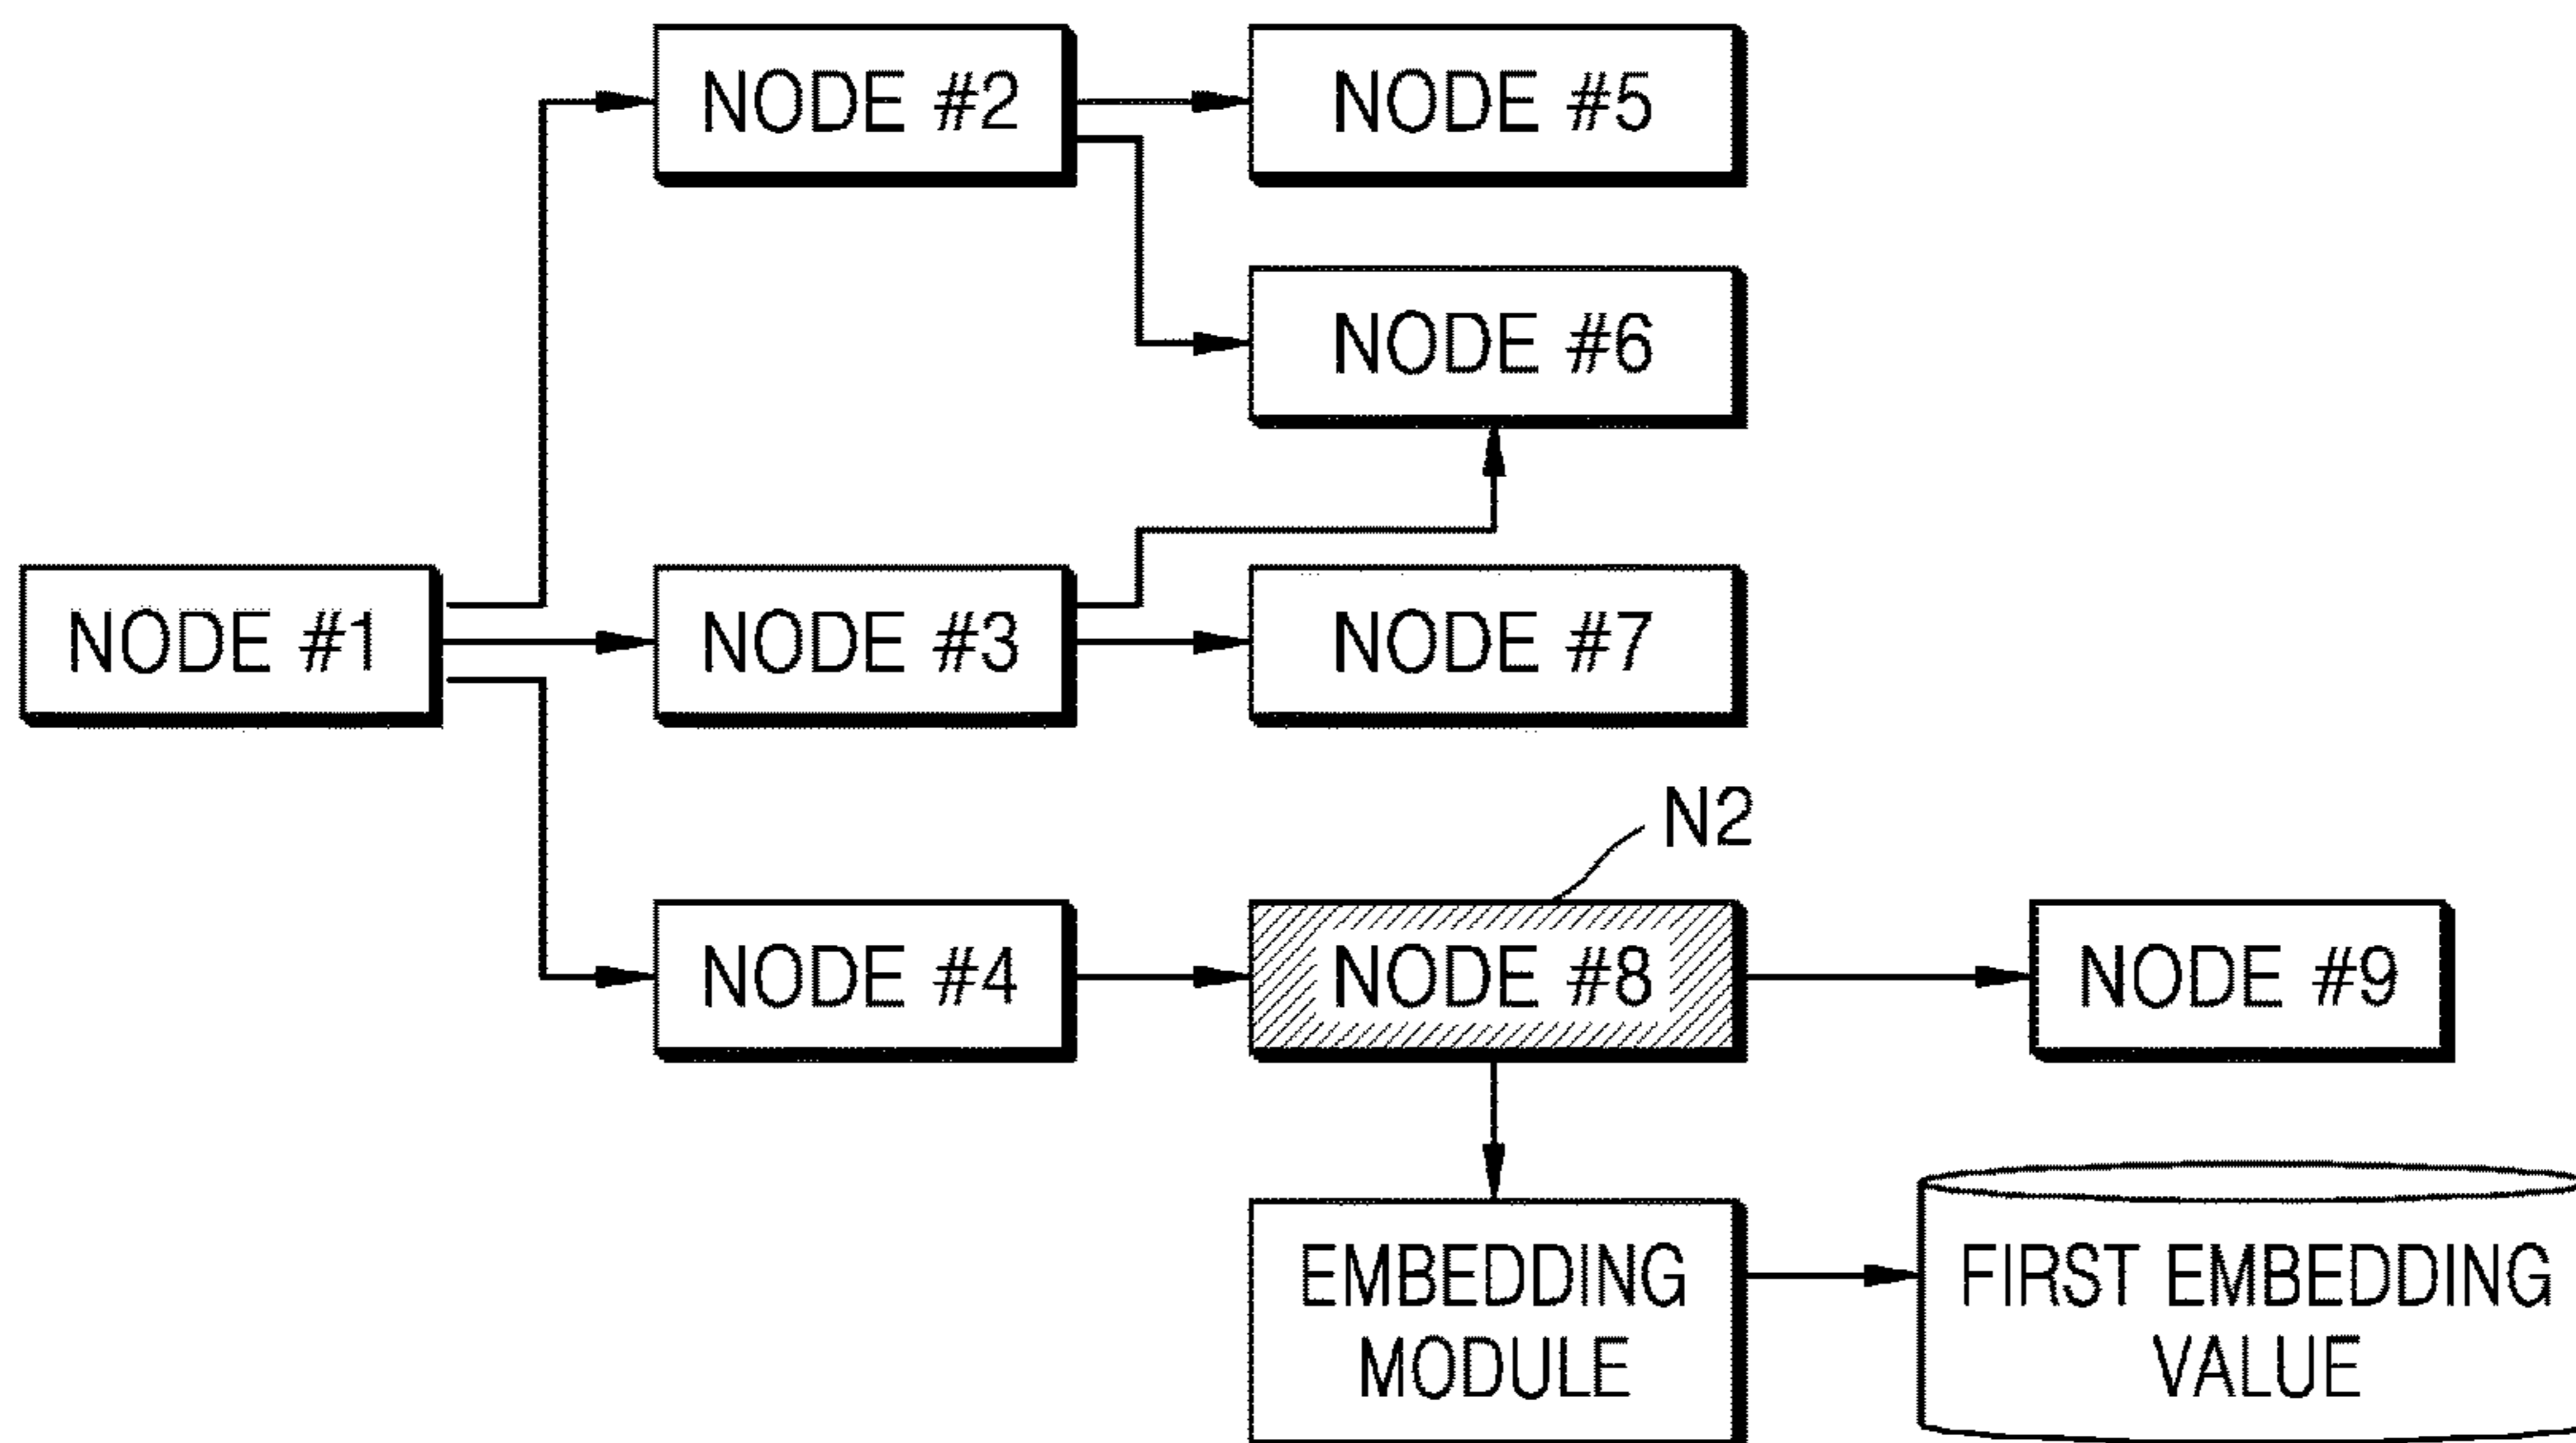 NODE #2
NODE #5
NODE #6
NODE #1
NODE #3
NODE #7
N2
NODE #4
NODE #8
NODE #9
EMBEDDING
MODULE
FIRST EMBEDDING
VALUE